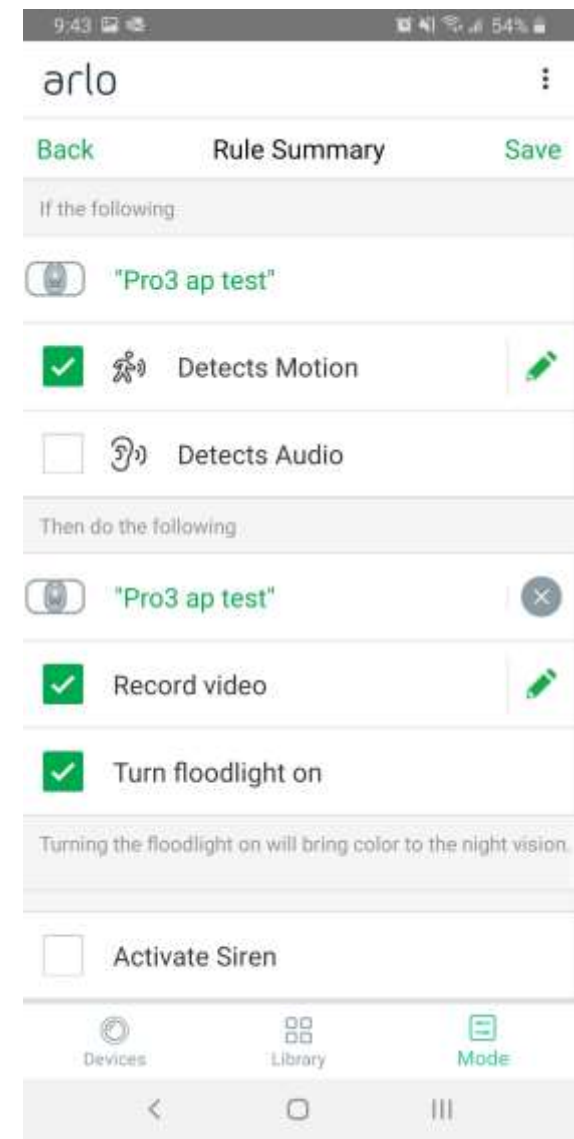 9:43 54%
arlo
Back Rule Summary Save
If the following
"Pro3 ap test"
Detects Motion
Detects Audio
Then do the following
"Pro3 ap test"
Record video
Turn floodlight on
Turning the floodlight on will bring color to the night vision.
Activate Siren
Devices Library Mode